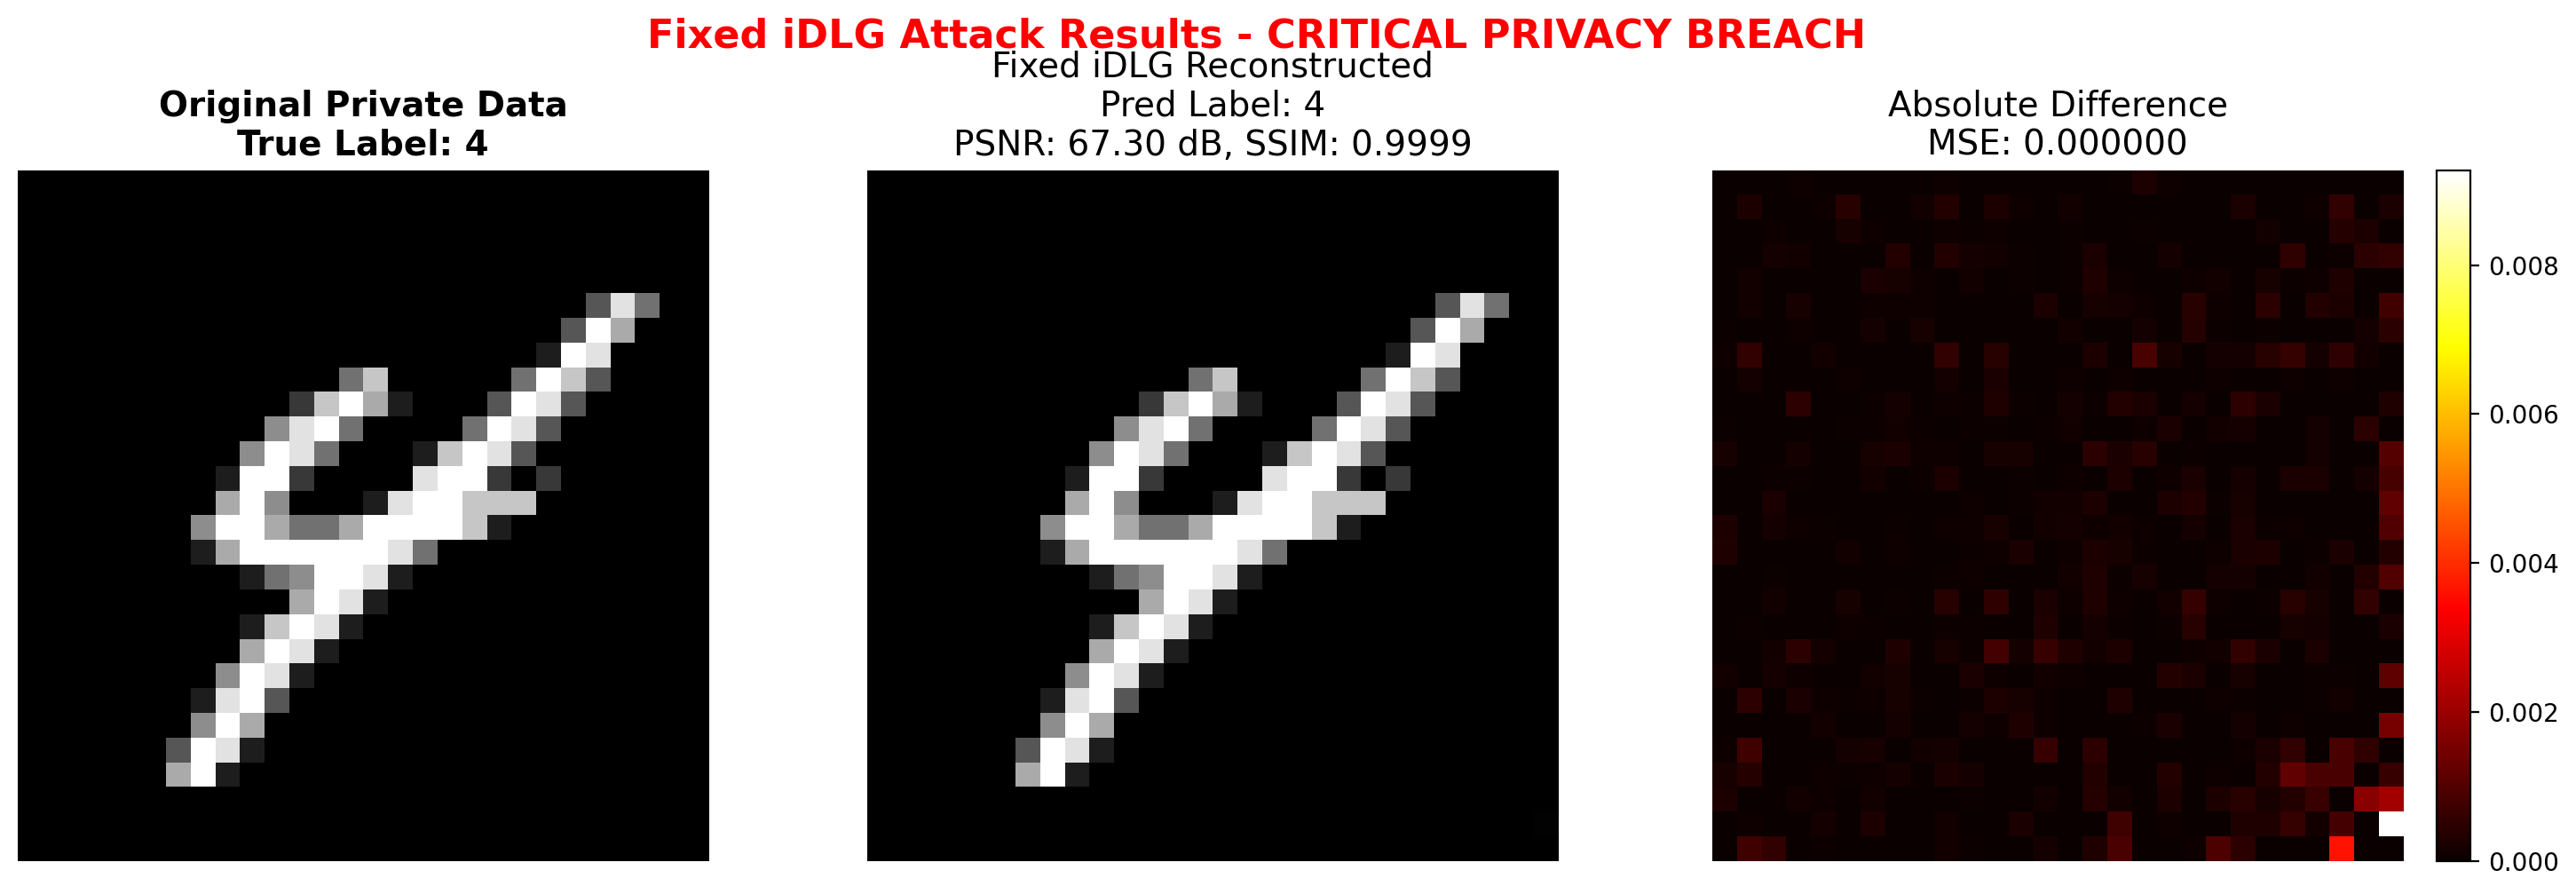 Fixed iDLG Attack Results - CRITICAL PRIVACY BREACH
Original Private Data
True Label: 4
Fixed iDLG Reconstructed
Pred Label: 4
PSNR: 67.30 dB, SSIM: 0.9999
Absolute Difference
MSE: 0.000000
4
4
0.008
0.006
0.004
0.002
0.000